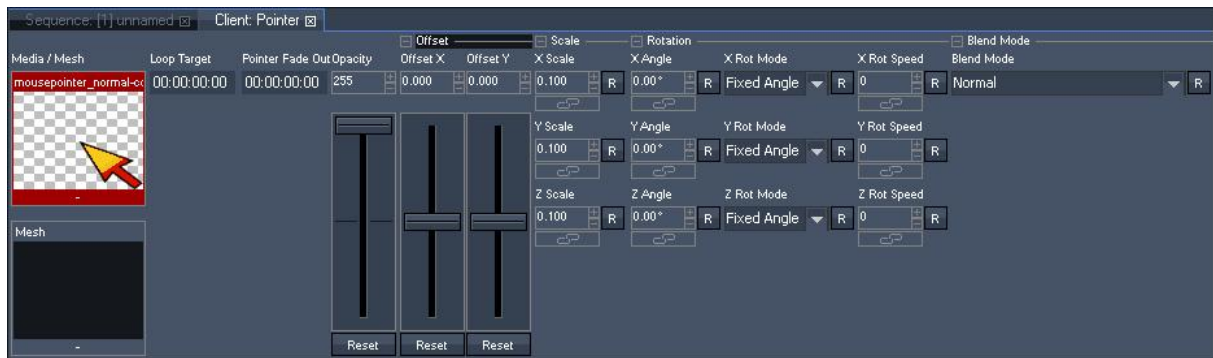 Sequence: [1] unnamed Client: Pointer
Offset Scale Rotation Blend Mode
Media / Mesh Loop Target Pointer Fade Out Opacity Offset X Offset Y X Scale X Angle X Rot Mode X Rot Speed Blend Mode
mousepointer_normal-co 00:00:00:00 00:00:00:00 255 0.000 0.000 0.100 R 0.00° R Fixed Angle R 0 R Normal R
Y Scale Y Angle Y Rot Mode Y Rot Speed
0.100 R 0.00° R Fixed Angle R 0 R
Z Scale Z Angle Z Rot Mode Z Rot Speed
-
0.100 R 0.00° R Fixed Angle R 0 R
Mesh
-
Reset Reset Reset